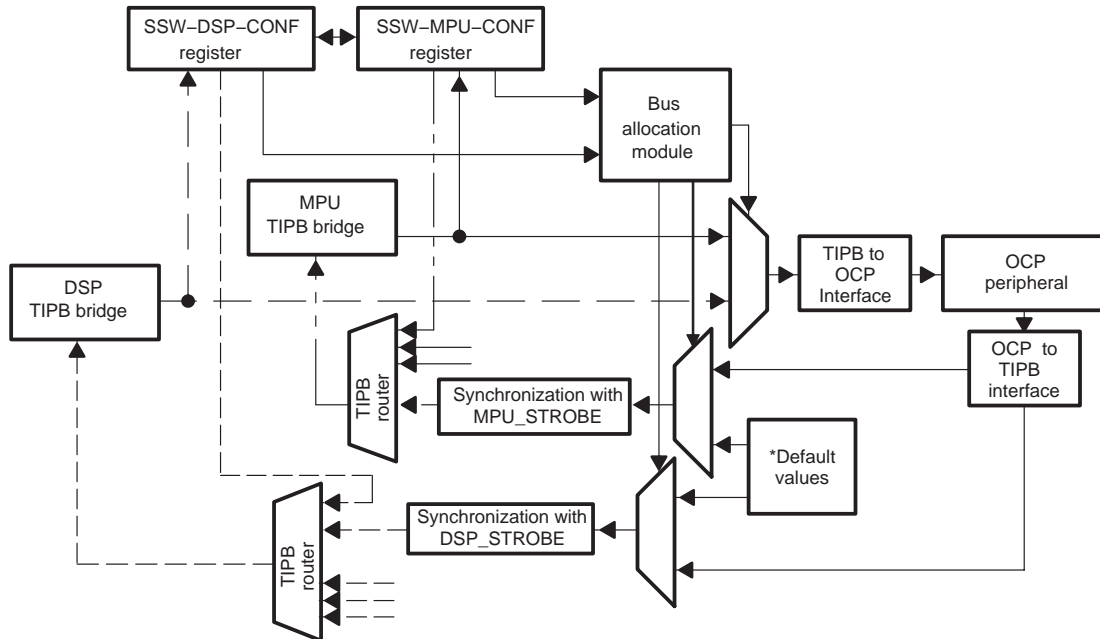 SSW–DSP–CONF
register
SSW–MPU–CONF
register
Bus
allocation
module
MPU
TIPB bridge
DSP
TIPB bridge
TIPB to
OCP
Interface
OCP
peripheral
OCP to
TIPB
interface
TIPB
router
Synchronization with
MPU_STROBE
*Default
values
Synchronization with
DSP_STROBE
TIPB
router